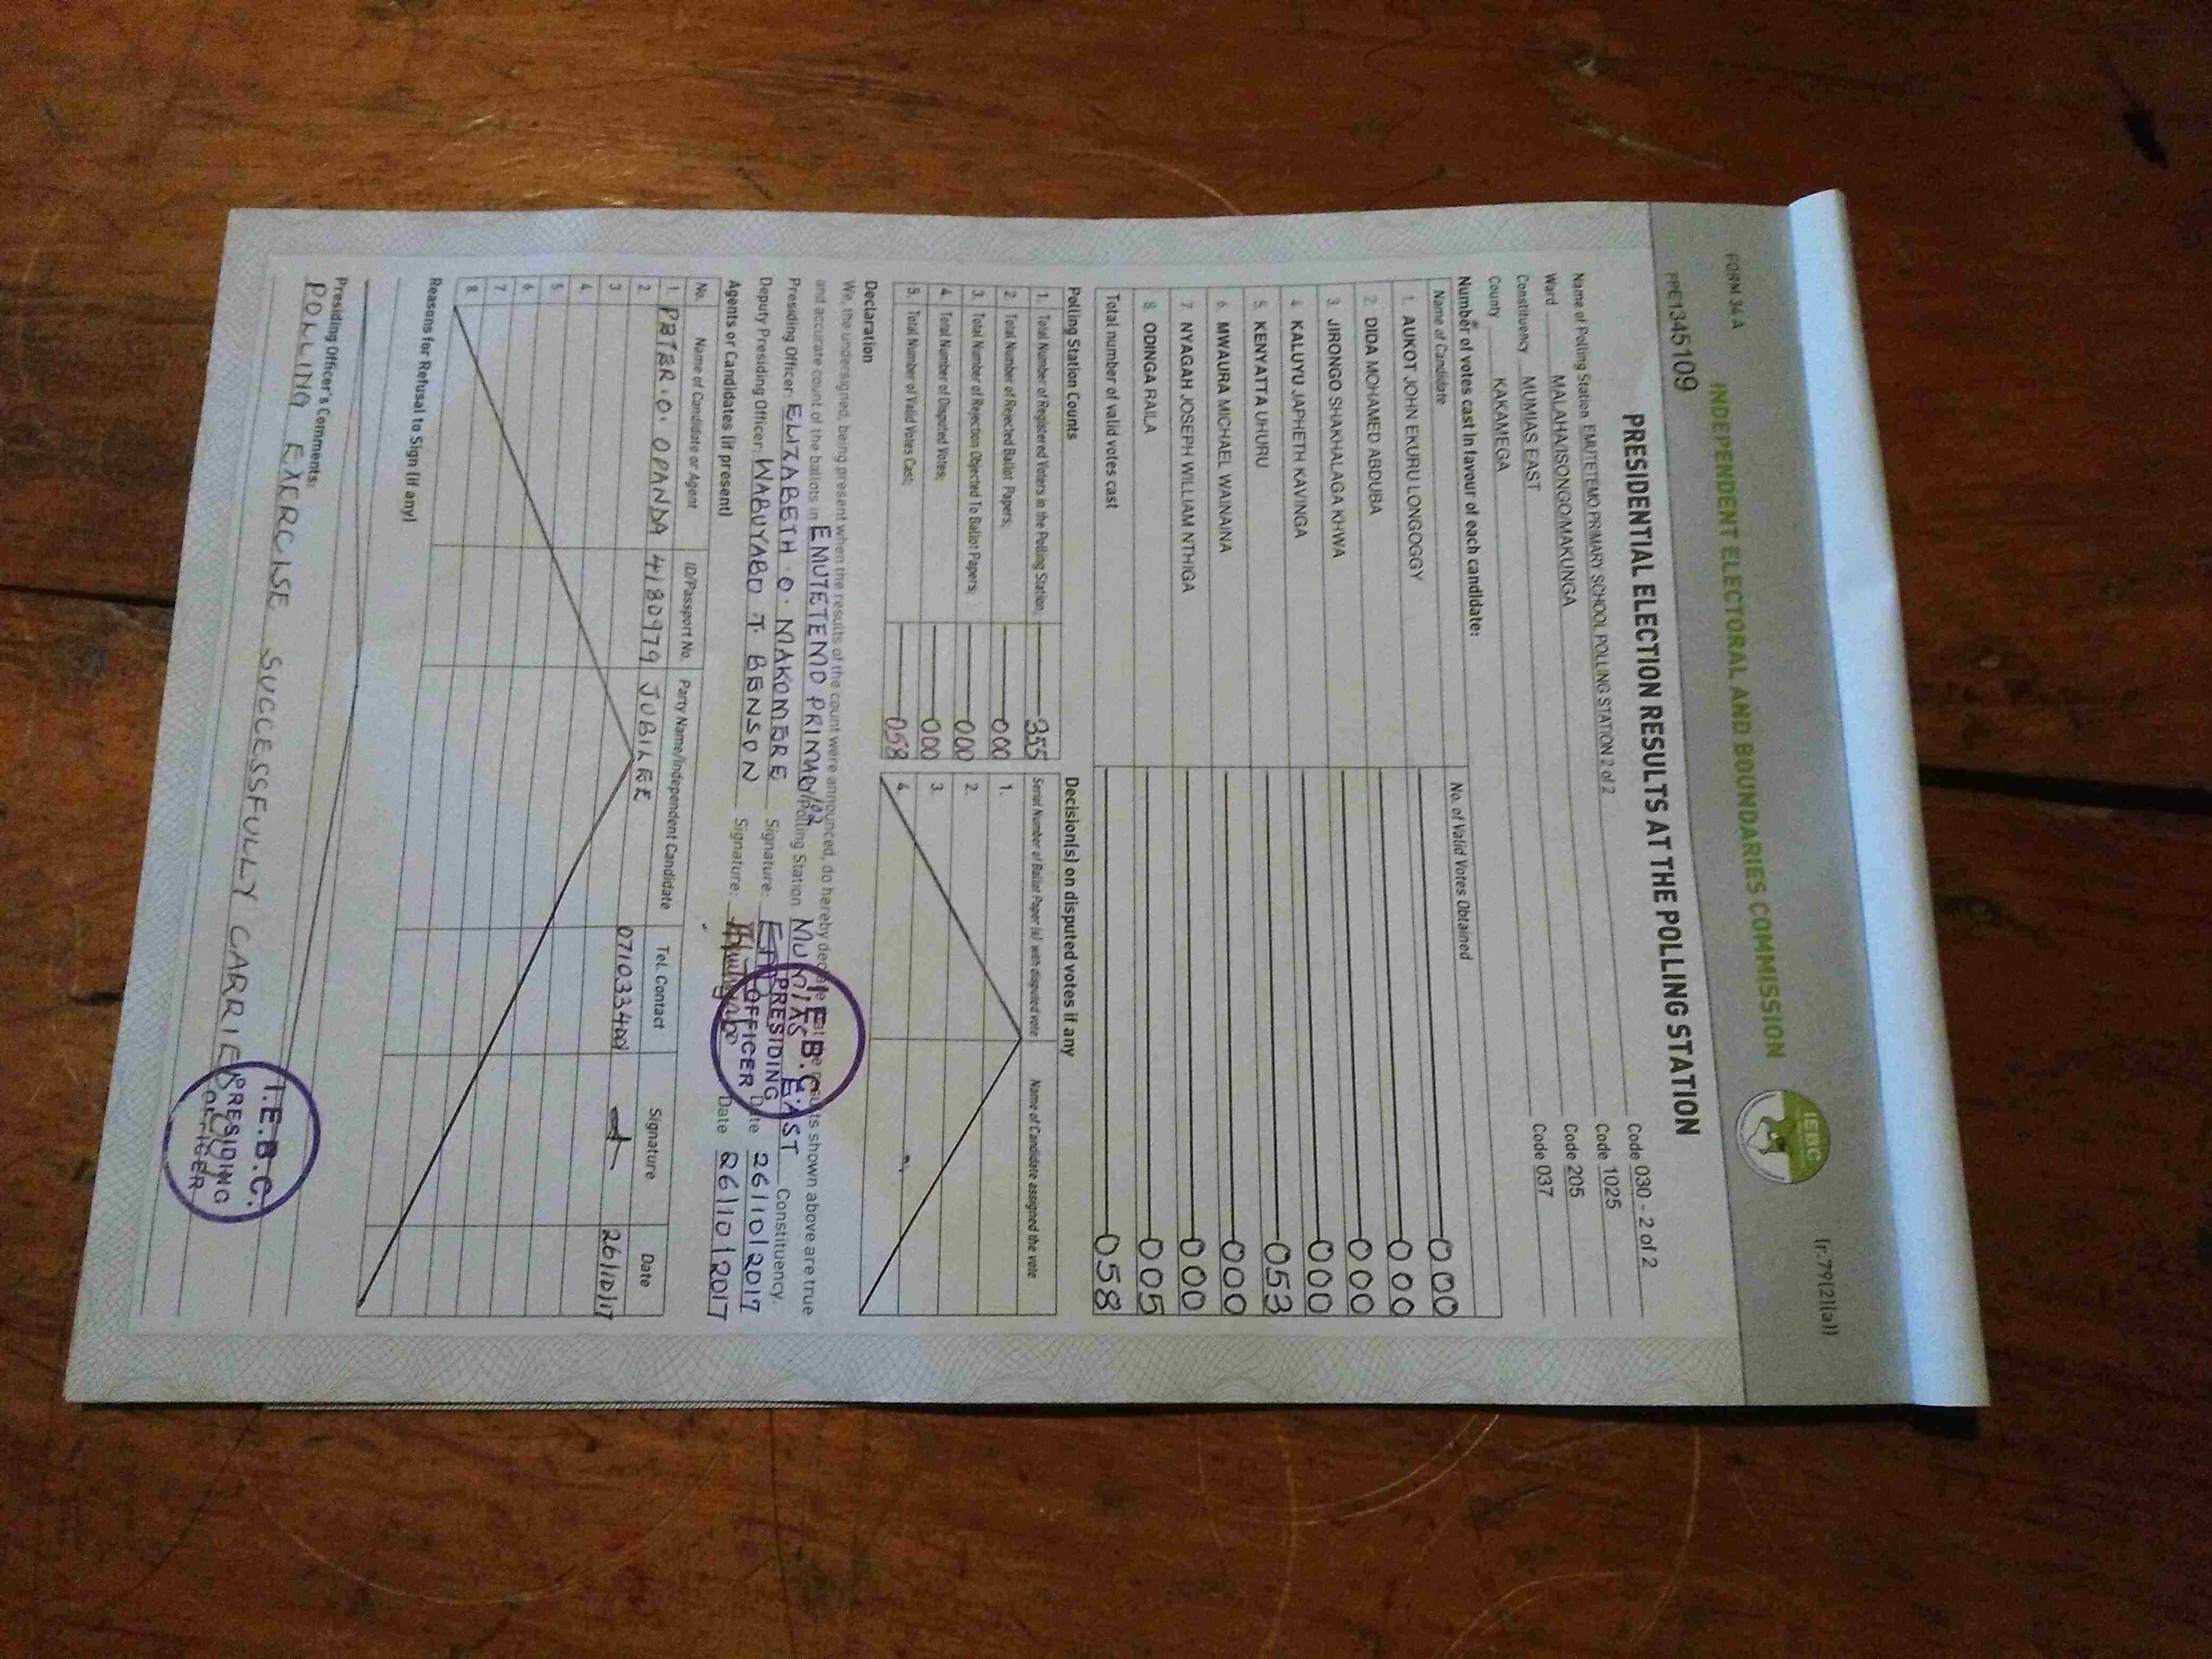 FORM 34 A
(r.79(2)(a))
INDEPENDENT ELECTORAL AND BOUNDARIES COMMISSION
IEBC
PPE1345109
PRESIDENTIAL ELECTION RESULTS AT THE POLLING STATION
Name of Polling Station EMUTETEMO PRIMARY SCHOOL POLLING STATION 2 of 2 Code 030 - 2 of 2
Ward MALAHA/ISONGO/MAKUNGA Code 1025
Constituency MUMIAS EAST Code 205
County KAKAMEGA Code 037
Number of votes cast in favour of each candidate:
Name of Candidate No. of Valid Votes Obtained
1. AUKOT JOHN EKURU LONGOGGY 000
2. DIDA MOHAMED ABDUBA 000
3. JIRONGO SHAKHALAGA KHWA 000
4. KALUYU JAPHETH KAVINGA 000
5. KENYATTA UHURU 053
6. MWAURA MICHAEL WAINAINA 000
7. NYAGAH JOSEPH WILLIAM NTHIGA 000
8. ODINGA RAILA 005
Total number of valid votes cast 058
Polling Station Counts
1. Total Number of Registered Voters in the Polling Station; 355
2. Total Number of Rejected Ballot Papers; 000
3. Total Number of Rejection Objected To Ballot Papers; 000
4. Total Number of Disputed Votes; 000
5. Total Number of Valid Votes Cast; 058
Decision(s) on disputed votes if any
Serial Number of Ballot Paper (s) with disputed vote Name of Candidate assigned the vote
1.
2.
3.
4.
Declaration
We, the undersigned, being present when the results of the count were announced, do hereby declare that the results shown above are true
and accurate count of the ballots in EMUTETEMO PRIMARY/02 Polling Station MUMIAS EAST Constituency.
Presiding Officer: ELIZABETH O. MAKOMERE Signature: Date 26/10/2017
Deputy Presiding Officer: WABUYABO T. BENSON Signature: Date 26/10/2017
I.E.B.C.
PRESIDING
OFFICER
Agents or Candidates (if present)
No. Name of Candidate or Agent ID/Passport No. Party Name/Independent Candidate Tel. Contact Signature Date
1. PETER O. OPANDA 4180979 JUBILEE 0710334001 26/10/17
2.
3
4.
5.
6.
7.
8.
Reasons for Refusal to Sign (if any)
Presiding Officer's Comments:
POLLING EXERCISE SUCCESSFULLY CARRIED
I.E.B.C.
PRESIDING
OFFICER